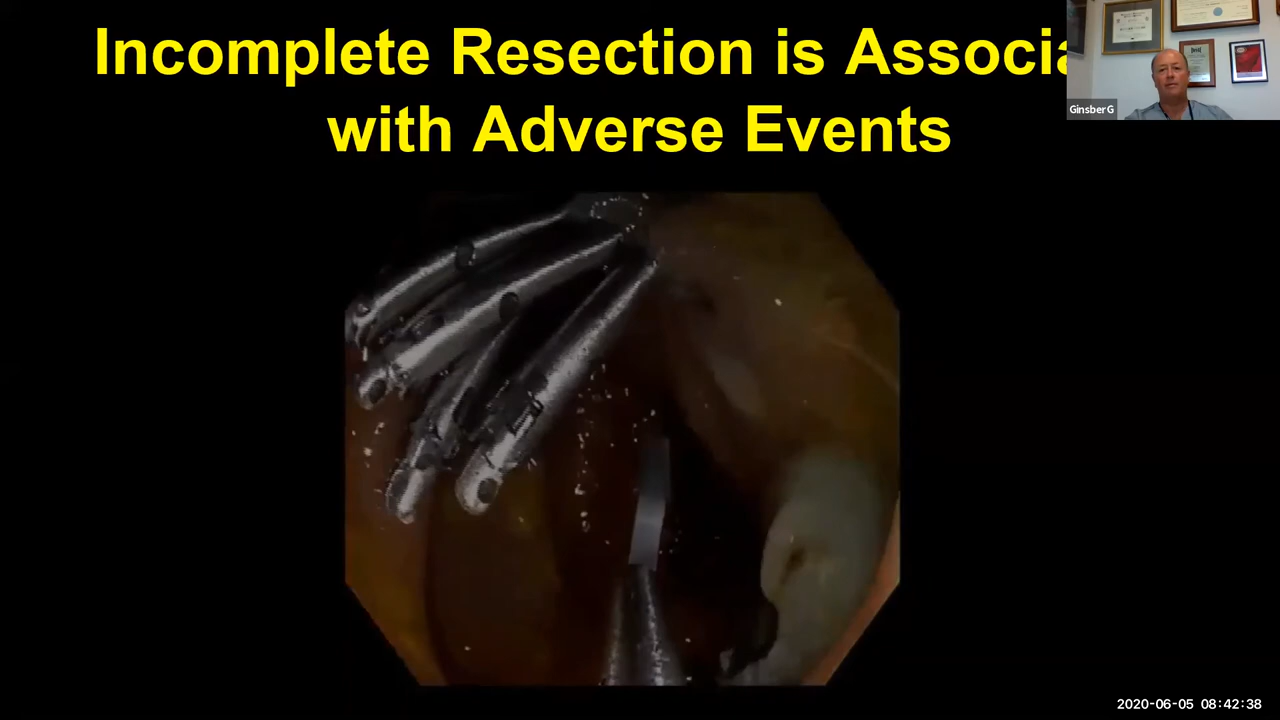 Incomplete Resection is Associa
with Adverse Events
Ginsber G
2020-06-05 08:42:38